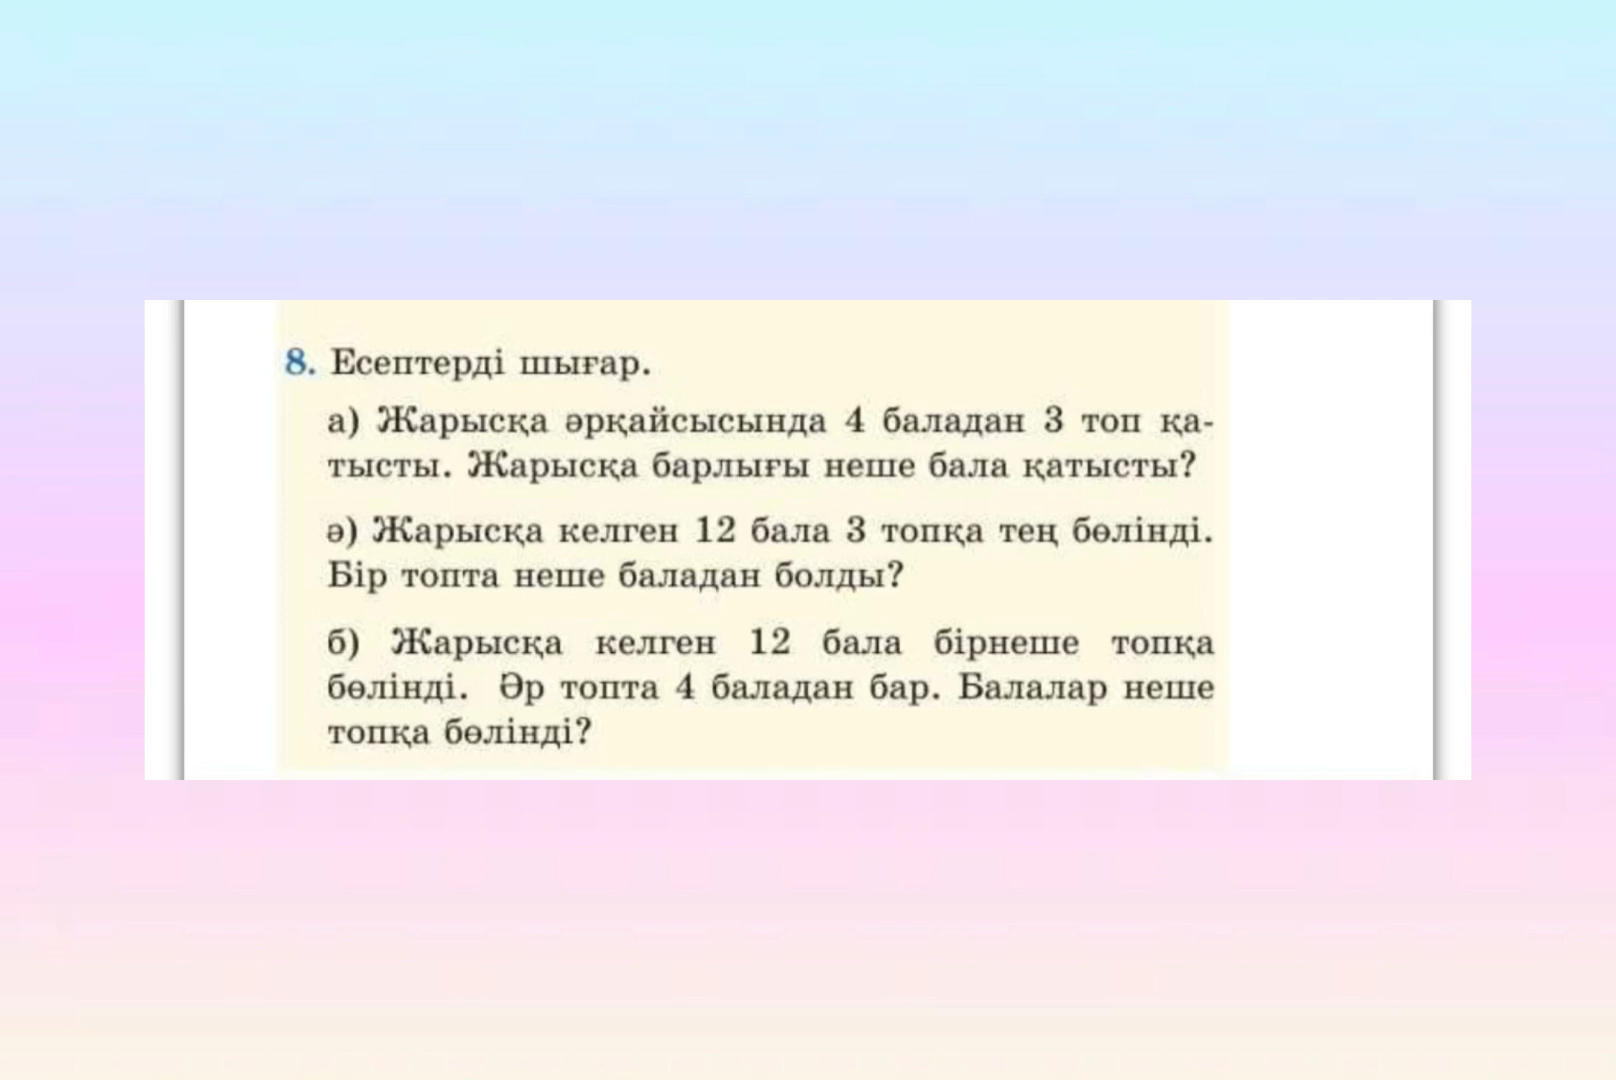 8. Есептерді шығар.
а) Жарысқа әрқайсысында 4 баладан 3 топ қа-
тысты. Жарысқа барлығы неше бала қатысты?
ә) Жарысқа келген 12 бала 3 топқа тең бөлінді.
Бір топта неше баладан болды?
б) Жарысқа келген 12 бала бірнеше топқа
бөлінді. Әр топта 4 баладан бар. Балалар неше
топқа бөлінді?